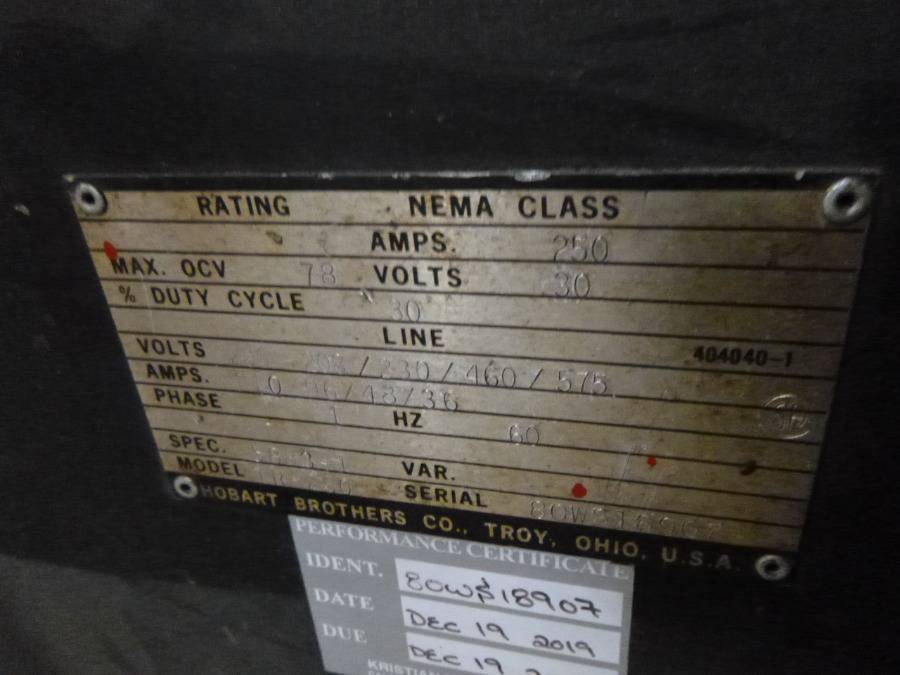 RATING NEMA CLASS
AMPS. 250
MAX. OCV 78 VOLTS 30
% DUTY CYCLE 30
LINE 404040-1
VOLTS /230/460/575
AMPS. 96/48/36
PHASE 1 HZ 60
SPEC. VAR.
MODEL SERIAL
HOBART BROTHERS CO., TROY, OHIO, U.S.A.
PERFORMANCE CERTIFICATE
IDENT. 80WS18907
DATE DEC 19 2019
DUE DEC 19